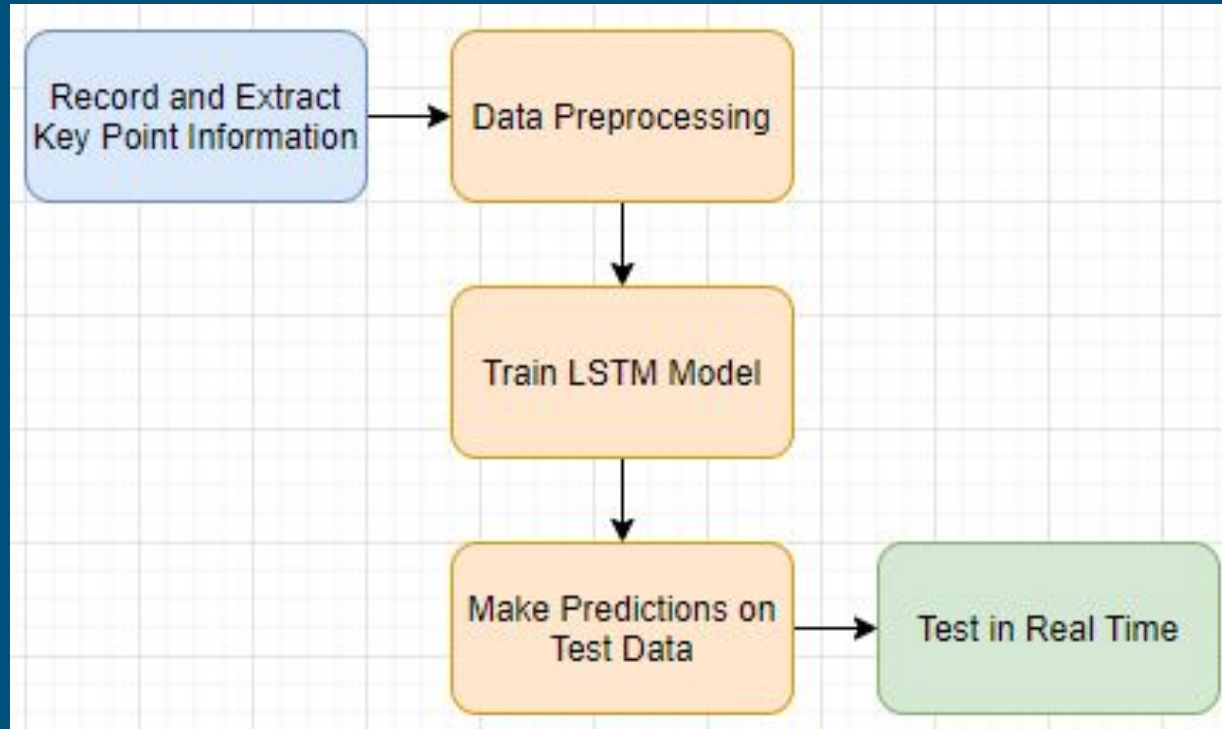 Record and Extract
Key Point Information
Data Preprocessing
Train LSTM Model
Make Predictions on
Test Data
Test in Real Time